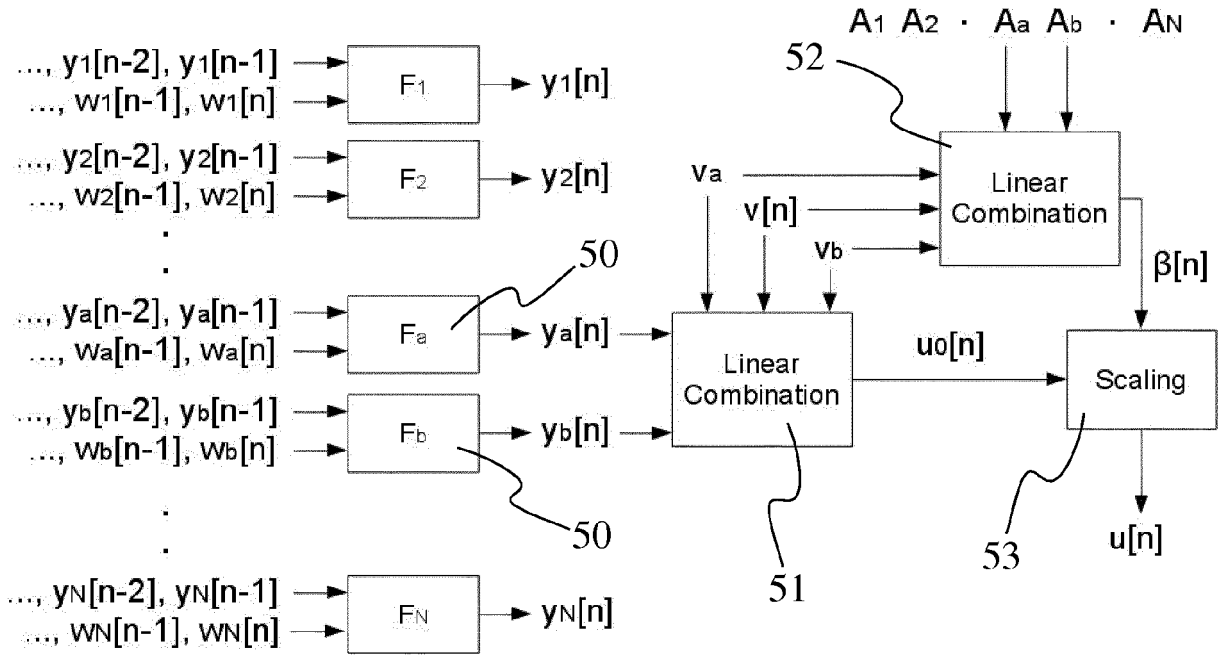 A1 A2 · Aa Ab · AN
..., y1[n-2], y1[n-1]
..., w1[n-1], w1[n]
F1
y1[n]
52
..., y2[n-2], y2[n-1]
..., w2[n-1], w2[n]
F2
y2[n]
va
v[n]
vb
Linear
Combination
β[n]
50
..., ya[n-2], ya[n-1]
..., wa[n-1], wa[n]
Fa
ya[n]
Linear
Combination
u0[n]
Scaling
..., yb[n-2], yb[n-1]
..., wb[n-1], wb[n]
Fb
yb[n]
50
51
53
u[n]
..., yN[n-2], yN[n-1]
..., wN[n-1], wN[n]
FN
yN[n]